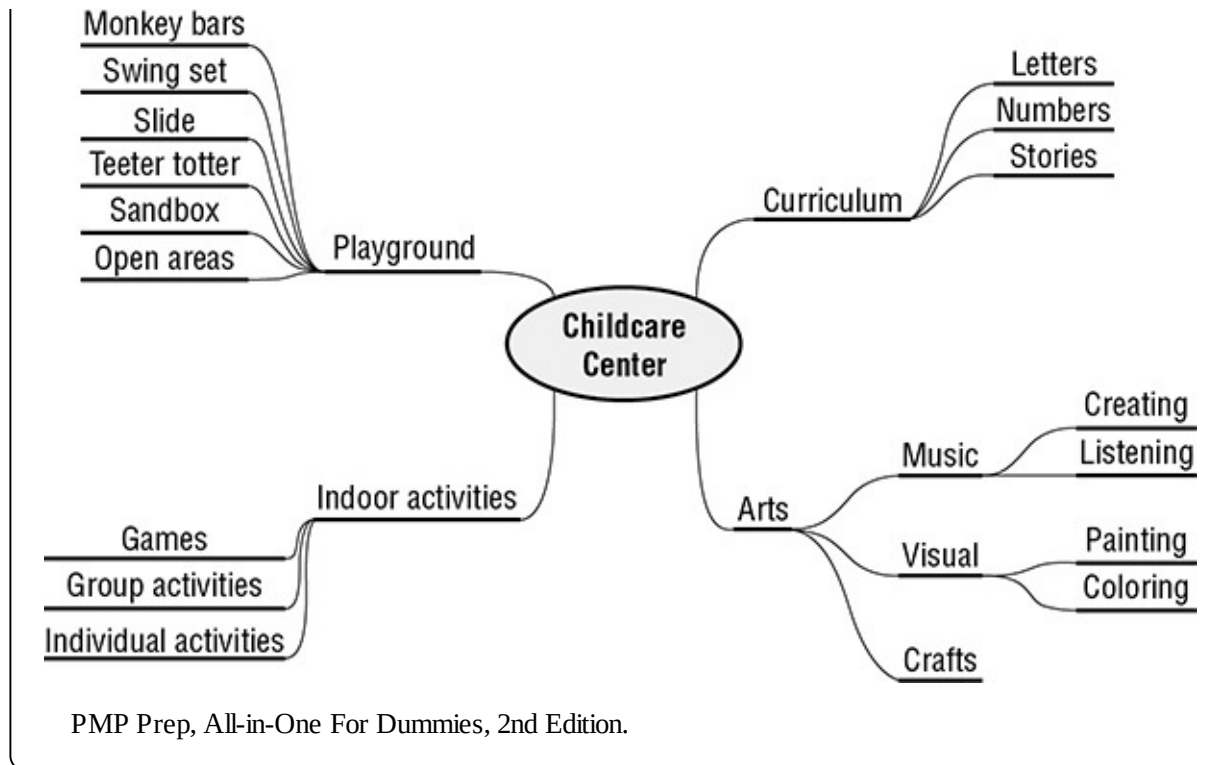 Monkey bars
Swing set
Slide
Teeter totter
Sandbox
Open areas
Playground
Letters
Numbers
Stories
Curriculum
Childcare
Center
Indoor activities
Games
Group activities
Individual activities
Arts
Music
Creating
Listening
Visual
Painting
Coloring
Crafts
PMP Prep, All-in-One For Dummies, 2nd Edition.